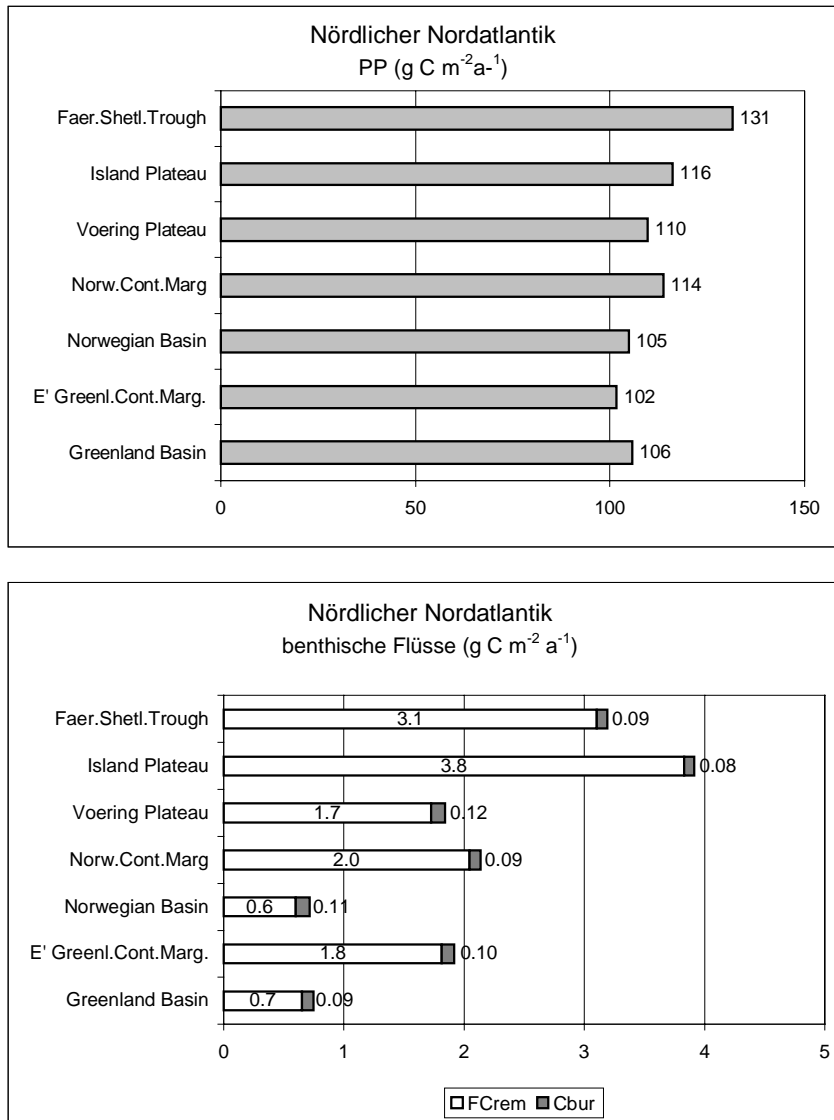 Nördlicher Nordatlantik
PP (g C m⁻²a-¹)
Faer.Shetl.Trough 131
Island Plateau 116
Voering Plateau 110
Norw.Cont.Marg 114
Norwegian Basin 105
E' Greenl.Cont.Marg. 102
Greenland Basin 106
0 50 100 150
Nördlicher Nordatlantik
benthische Flüsse (g C m⁻² a⁻¹)
Faer.Shetl.Trough 3.1 0.09
Island Plateau 3.8 0.08
Voering Plateau 1.7 0.12
Norw.Cont.Marg 2.0 0.09
Norwegian Basin 0.6 0.11
E' Greenl.Cont.Marg. 1.8 0.10
Greenland Basin 0.7 0.09
0 1 2 3 4 5
FCrem Cbur